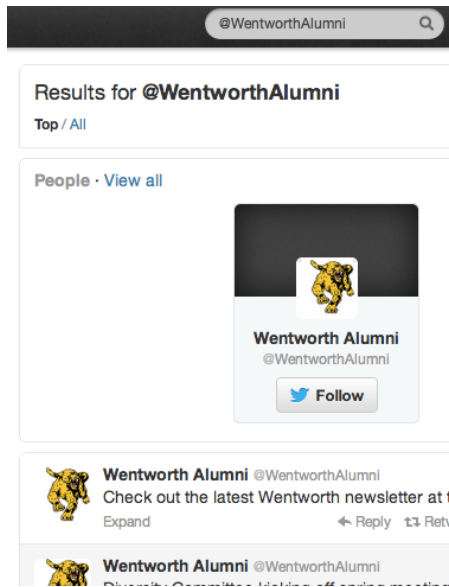 @WentworthAlumni
Results for @WentworthAlumni
Top / All
People · View all
Wentworth Alumni
@WentworthAlumni
Follow
Wentworth Alumni @WentworthAlumni
Check out the latest Wentworth newsletter at
Expand Reply
Wentworth Alumni @WentworthAlumni
Diversity Committee kicking off spring meeting